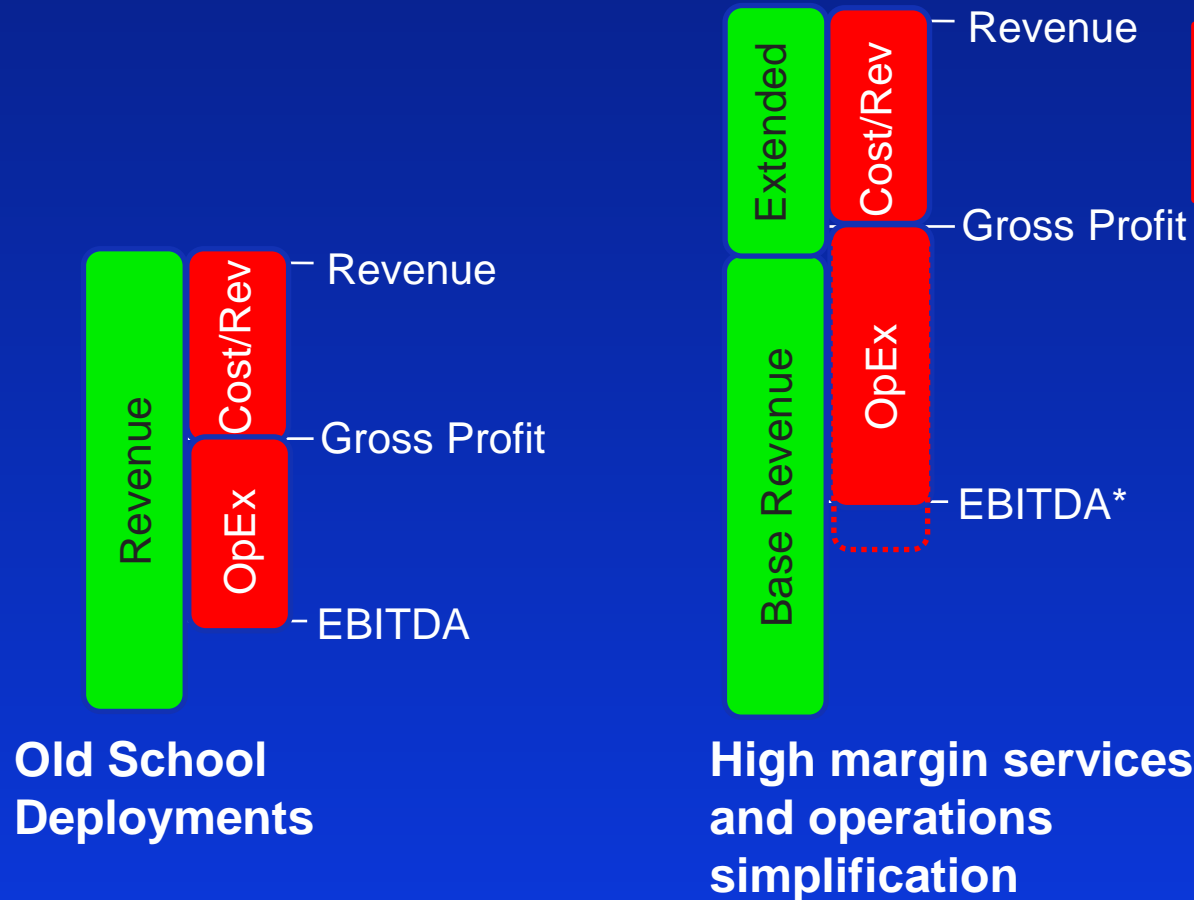 Revenue
Cost/Rev
OpEx
Revenue
Gross Profit
EBITDA
Old School
Deployments
Extended
Base Revenue
Cost/Rev
OpEx
Revenue
Gross Profit
EBITDA*
High margin services
and operations
simplification